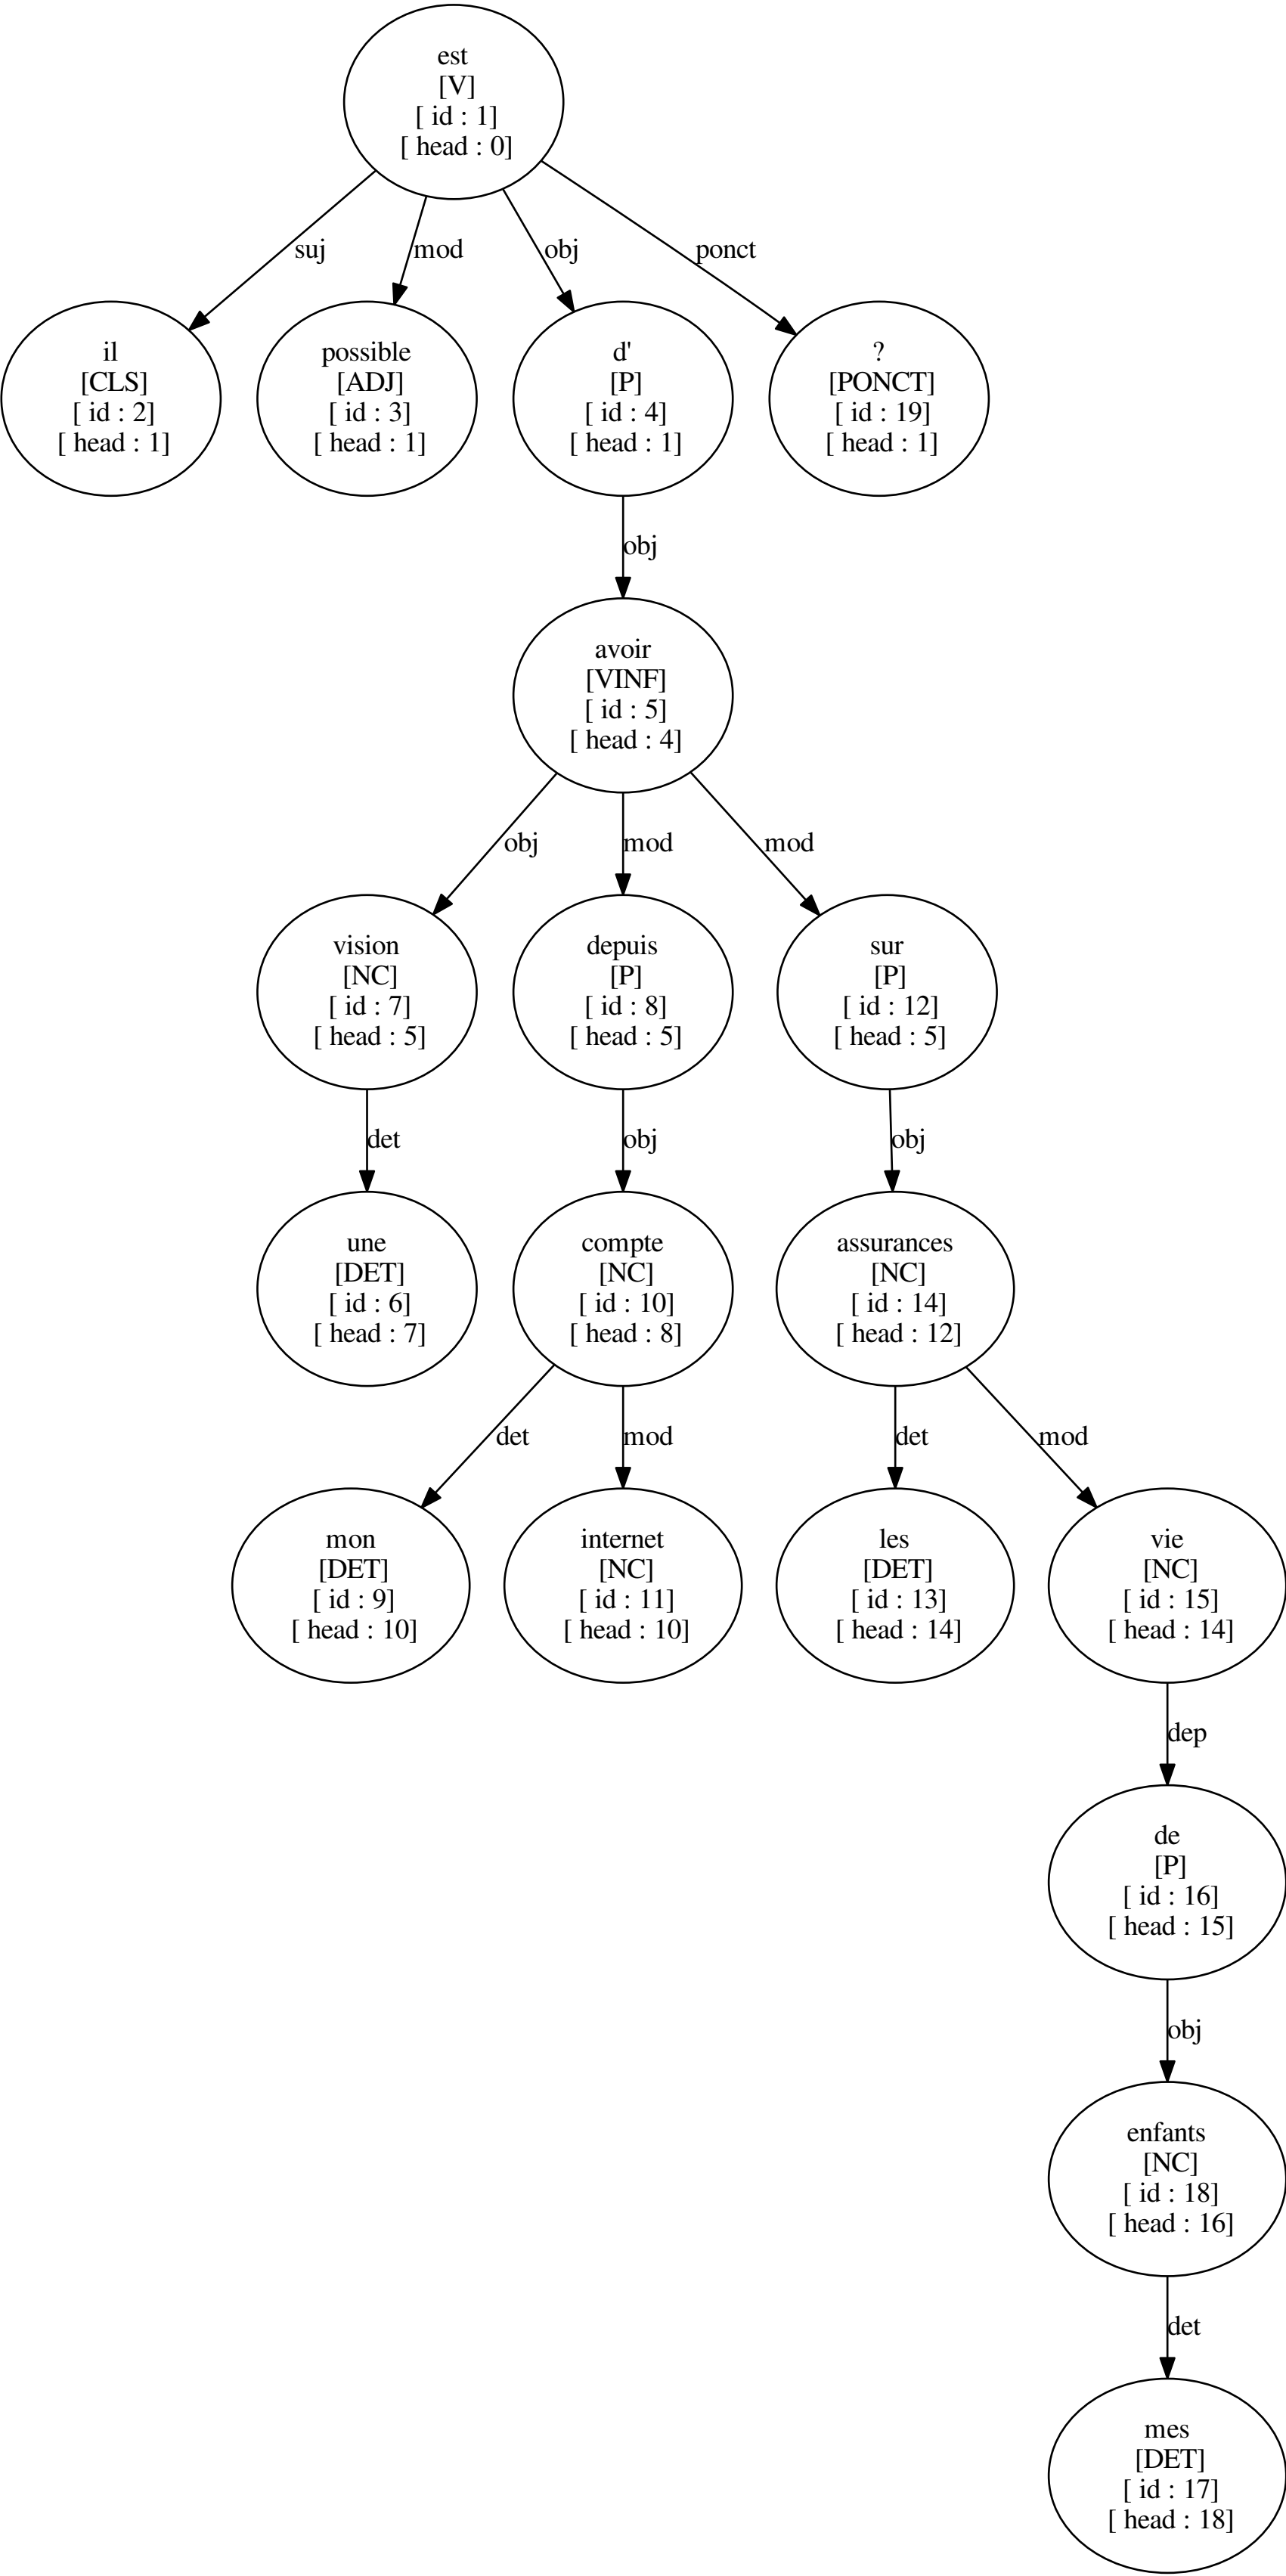 est
[V]
[ id : 1]
[ head : 0]
suj
mod
obj
ponct
il
[CLS]
[ id : 2]
[ head : 1]
possible
[ADJ]
[ id : 3]
[ head : 1]
d'
[P]
[ id : 4]
[ head : 1]
?
[PONCT]
[ id : 19]
[ head : 1]
obj
avoir
[VINF]
[ id : 5]
[ head : 4]
obj
mod
mod
vision
[NC]
[ id : 7]
[ head : 5]
depuis
[P]
[ id : 8]
[ head : 5]
sur
[P]
[ id : 12]
[ head : 5]
det
obj
obj
une
[DET]
[ id : 6]
[ head : 7]
compte
[NC]
[ id : 10]
[ head : 8]
assurances
[NC]
[ id : 14]
[ head : 12]
det
mod
det
mod
mon
[DET]
[ id : 9]
[ head : 10]
internet
[NC]
[ id : 11]
[ head : 10]
les
[DET]
[ id : 13]
[ head : 14]
vie
[NC]
[ id : 15]
[ head : 14]
dep
de
[P]
[ id : 16]
[ head : 15]
obj
enfants
[NC]
[ id : 18]
[ head : 16]
det
mes
[DET]
[ id : 17]
[ head : 18]